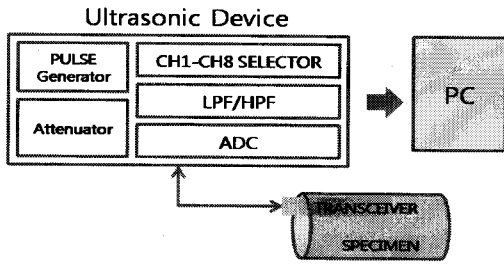 Ultrasonic Device
PULSE
Generator
Attenuator
CH1-CH8 SELECTOR
LPF/HPF
ADC
PC
TRANSCEIVER
SPECIMEN